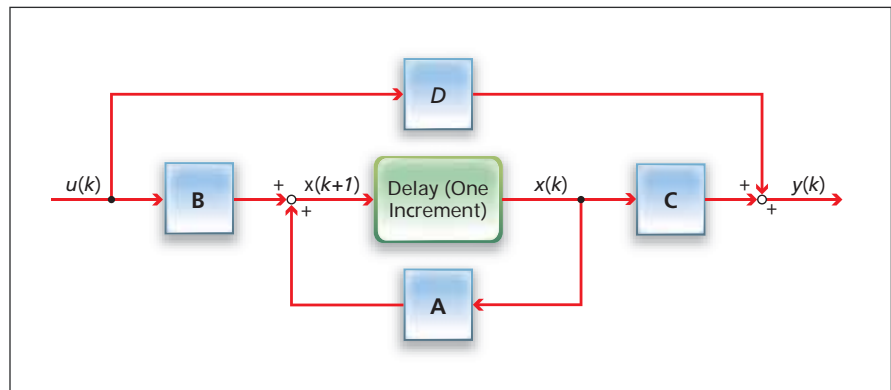 D
u(k)
B
+
x(k+1)
+
Delay (One
Increment)
x(k)
C
+
y(k)
+
A